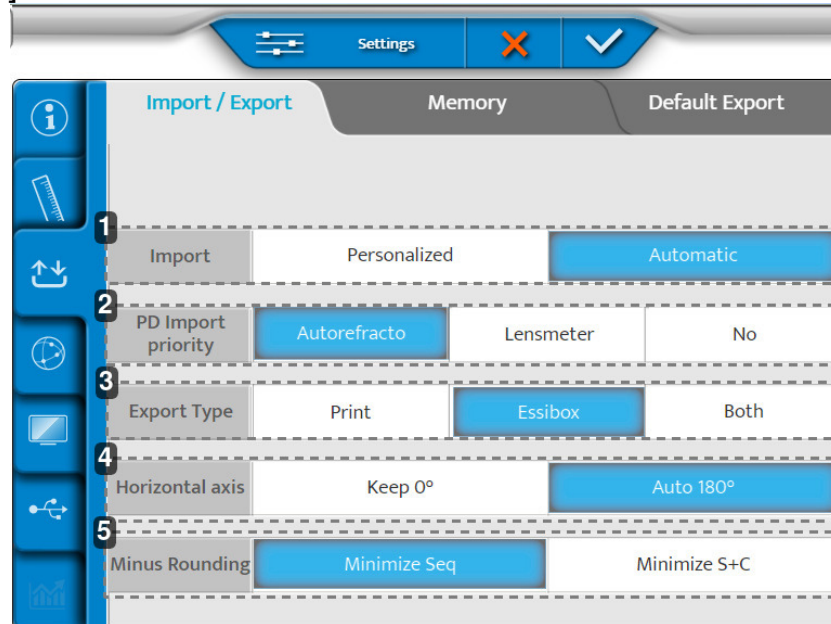 Settings
Import / Export Memory Default Export
1
Import Personalized Automatic
2
PD Import
priority
Autorefracto Lensmeter No
3
Export Type Print Essibox Both
4
Horizontal axis Keep 0° Auto 180°
5
Minus Rounding Minimize Seq Minimize S+C